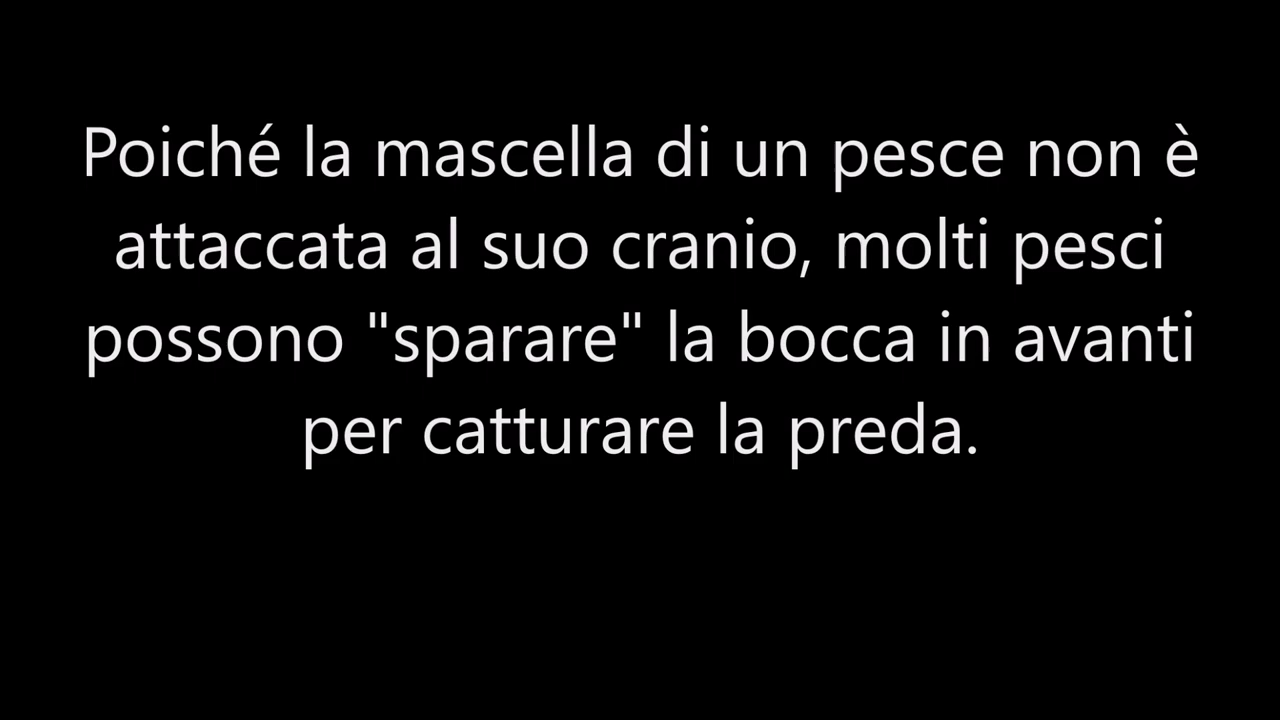 Poiché la mascella di un pesce non è
attaccata al suo cranio, molti pesci
possono "sparare" la bocca in avanti
per catturare la preda.